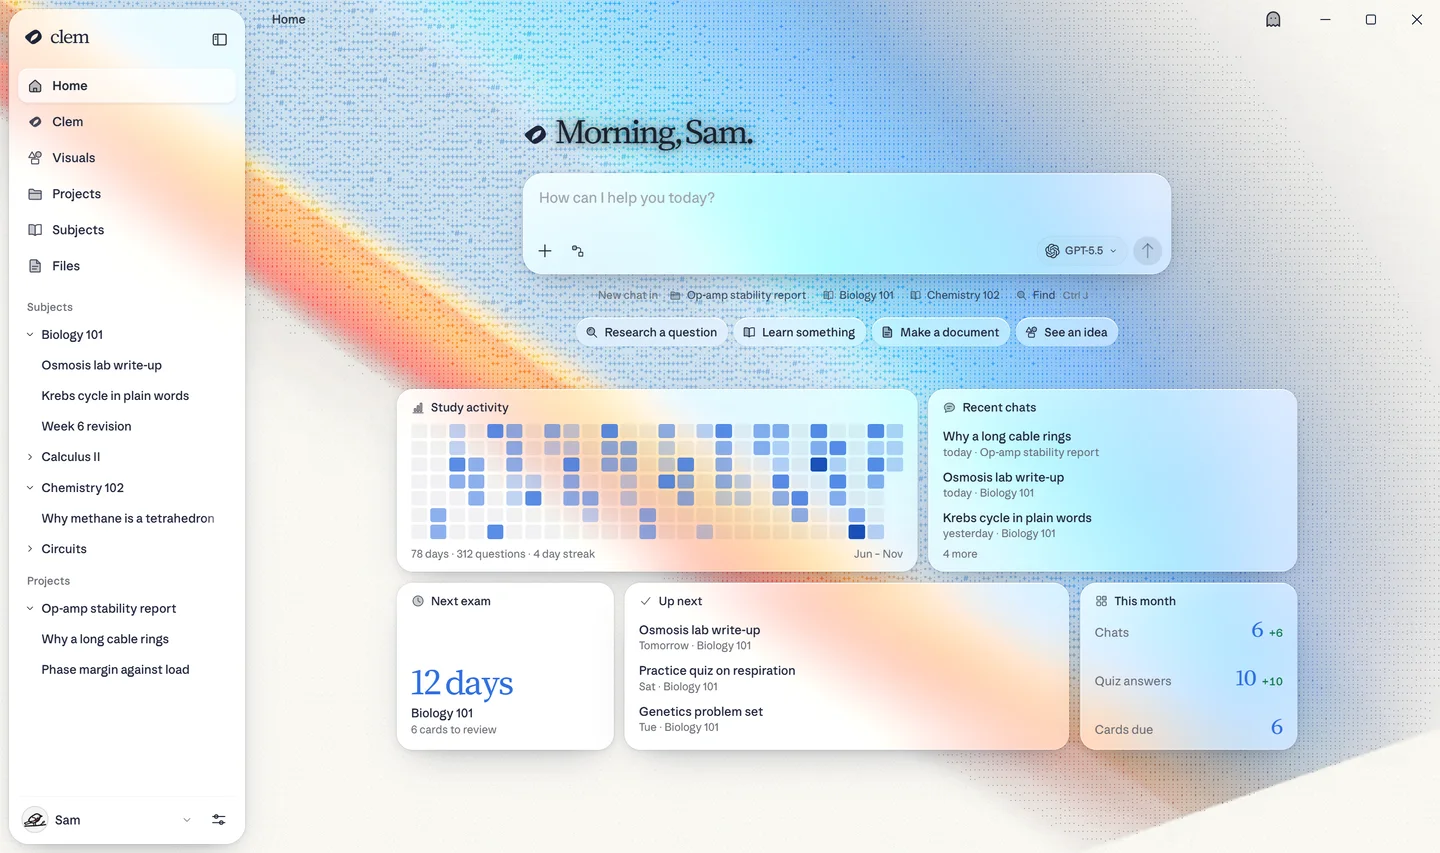 clem
Home
Clem
Visuals
Projects
Subjects
Files
Subjects
Biology 101
Osmosis lab write-up
Krebs cycle in plain words
Week 6 revision
Calculus II
Chemistry 102
Why methane is a tetrahedron
Circuits
Projects
Op-amp stability report
Why a long cable rings
Phase margin against load
Sam
Home
Morning, Sam.
How can I help you today?
GPT-5.5
New chat in Op-amp stability report Biology 101 Chemistry 102 Find Ctrl J
Research a question Learn something Make a document See an idea
Study activity
78 days · 312 questions · 4 day streak Jun – Nov
Recent chats
Why a long cable rings
today · Op-amp stability report
Osmosis lab write-up
today · Biology 101
Krebs cycle in plain words
yesterday · Biology 101
4 more
Next exam
12 days
Biology 101
6 cards to review
Up next
Osmosis lab write-up
Tomorrow · Biology 101
Practice quiz on respiration
Sat · Biology 101
Genetics problem set
Tue · Biology 101
This month
Chats 6 +6
Quiz answers 10 +10
Cards due 6